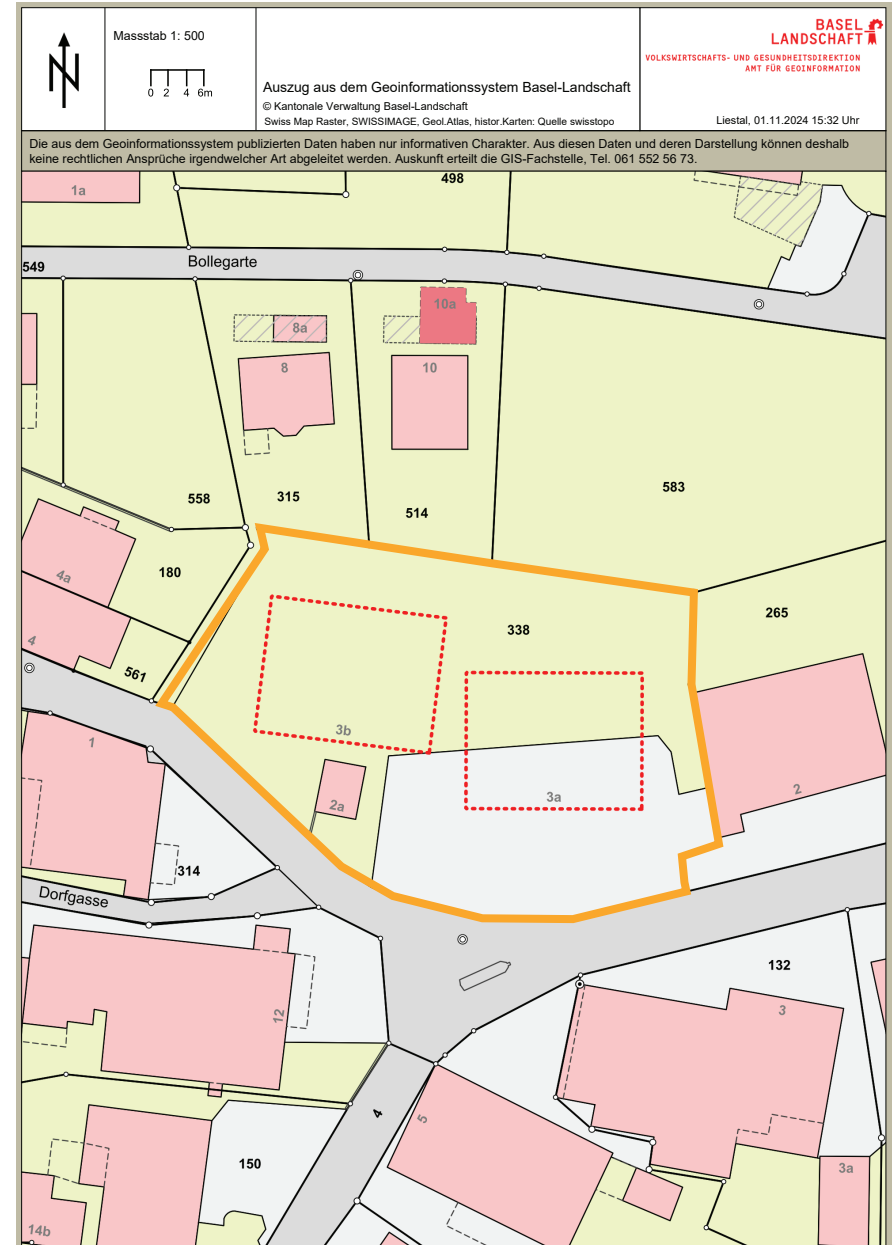 Massstab 1: 500
0 2 4 6m
Auszug aus dem Geoinformationssystem Basel-Landschaft
© Kantonale Verwaltung Basel-Landschaft
Swiss Map Raster, SWISSIMAGE, Geol.Atlas, histor.Karten: Quelle swisstopo
BASEL
LANDSCHAFT
VOLKSWIRTSCHAFTS- UND GESUNDHEITSDIREKTION
AMT FÜR GEOINFORMATION
Liestal, 01.11.2024 15:32 Uhr
Die aus dem Geoinformationssystem publizierten Daten haben nur informativen Charakter. Aus diesen Daten und deren Darstellung können deshalb
keine rechtlichen Ansprüche irgendwelcher Art abgeleitet werden. Auskunft erteilt die GIS-Fachstelle, Tel. 061 552 56 73.
1a
498
549
Bollegarte
10a
8a
8
10
558
315
514
583
4a
180
265
4
561
338
3b
1
2a
3a
2
314
Dorfgasse
132
12
3
4
5
150
3a
14b